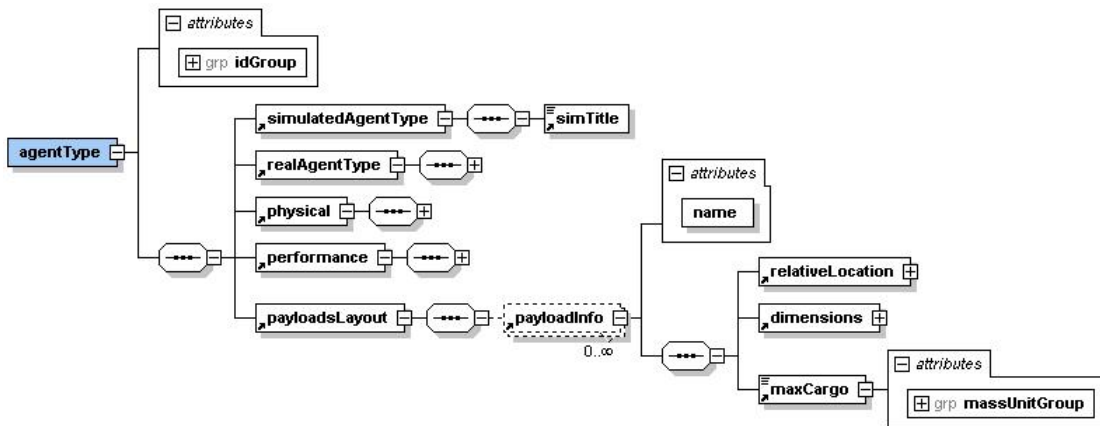 attributes
grp idGroup
simulatedAgentType
simTitle
agentType
realAgentType
attributes
name
physical
performance
relativeLocation
payloadsLayout
payloadInfo
dimensions
0..∞
attributes
maxCargo
grp massUnitGroup